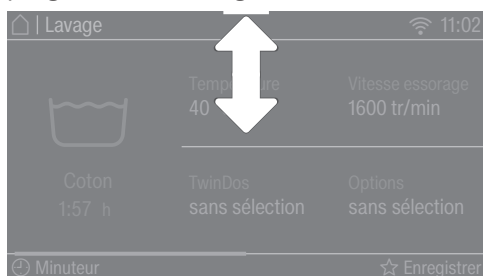 Lavage
11:02
Température
Vitesse essorage
40
1600 tr/min
Coton
TwinDos
Options
1:57 h
sans sélection
sans sélection
Minuteur
Enregistrer